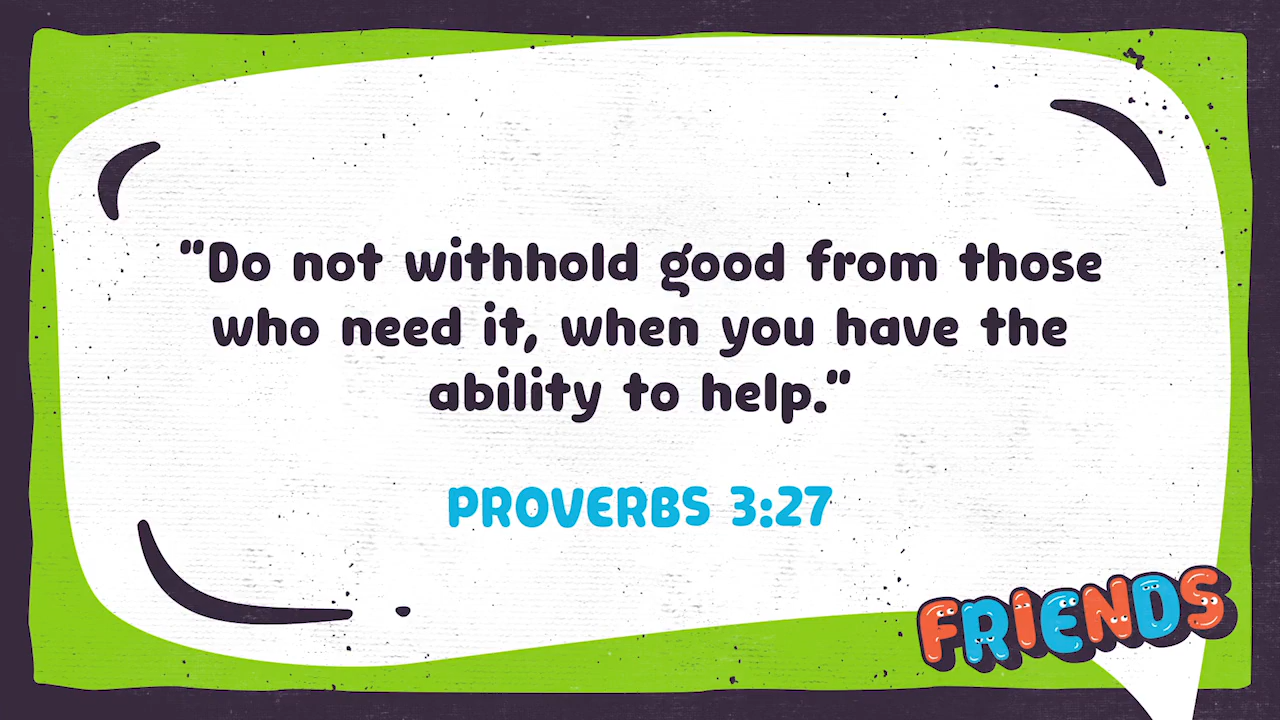 "Do not withhold good from those
who need it, when you have the
ability to help."
PROVERBS 3:27
FRIENDS